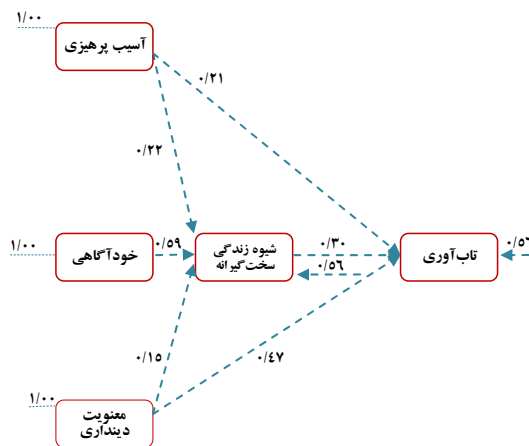 ۱/۰۰
آسیب پرهیزی
۰/۲۱
۰/۲۲
۱/۰۰
خودآگاهی
۰/۵۹
شیوه زندگی
سخت‌گیرانه
۰/۳۰
۰/۵۶
تاب‌آوری
۰/۱۵
۰/۴۷
۱/۰۰
معنویت
دینداری